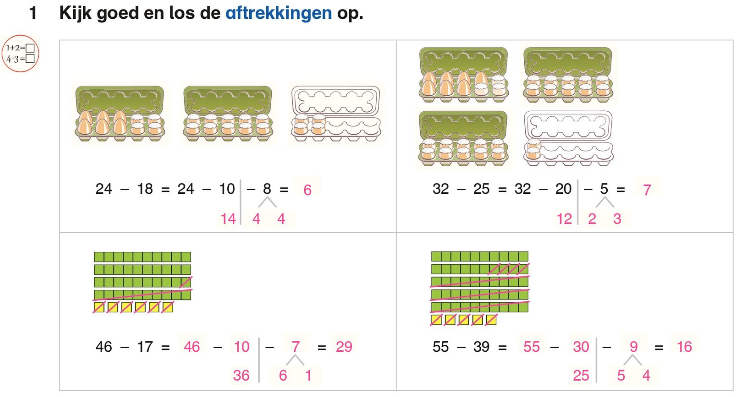 1 Kijk goed en los de aftrekkingen op.
1+2=
4-3=
24 − 18 = 24 − 10 − 8 = 6
14 4 4
32 − 25 = 32 − 20 − 5 = 7
12 2 3
46 − 17 = 46 − 10 − 7 = 29
36 6 1
55 − 39 = 55 − 30 − 9 = 16
25 5 4